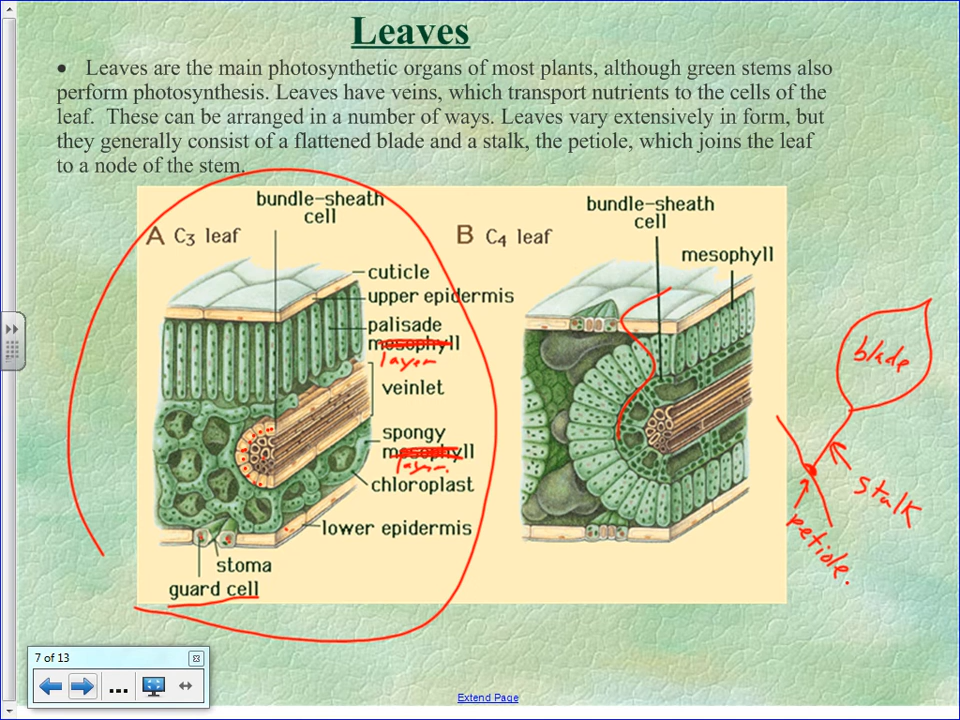 Leaves
• Leaves are the main photosynthetic organs of most plants, although green stems also
perform photosynthesis. Leaves have veins, which transport nutrients to the cells of the
leaf. These can be arranged in a number of ways. Leaves vary extensively in form, but
they generally consist of a flattened blade and a stalk, the petiole, which joins the leaf
to a node of the stem.
bundle-sheath
cell
A C3 leaf
cuticle
upper epidermis
palisade
mesophyll
layer
veinlet
spongy
mesophyll
layer
chloroplast
lower epidermis
stoma
guard cell
bundle-sheath
cell
B C4 leaf
mesophyll
blade
stalk
petiole.
7 of 13
...
Extend Page